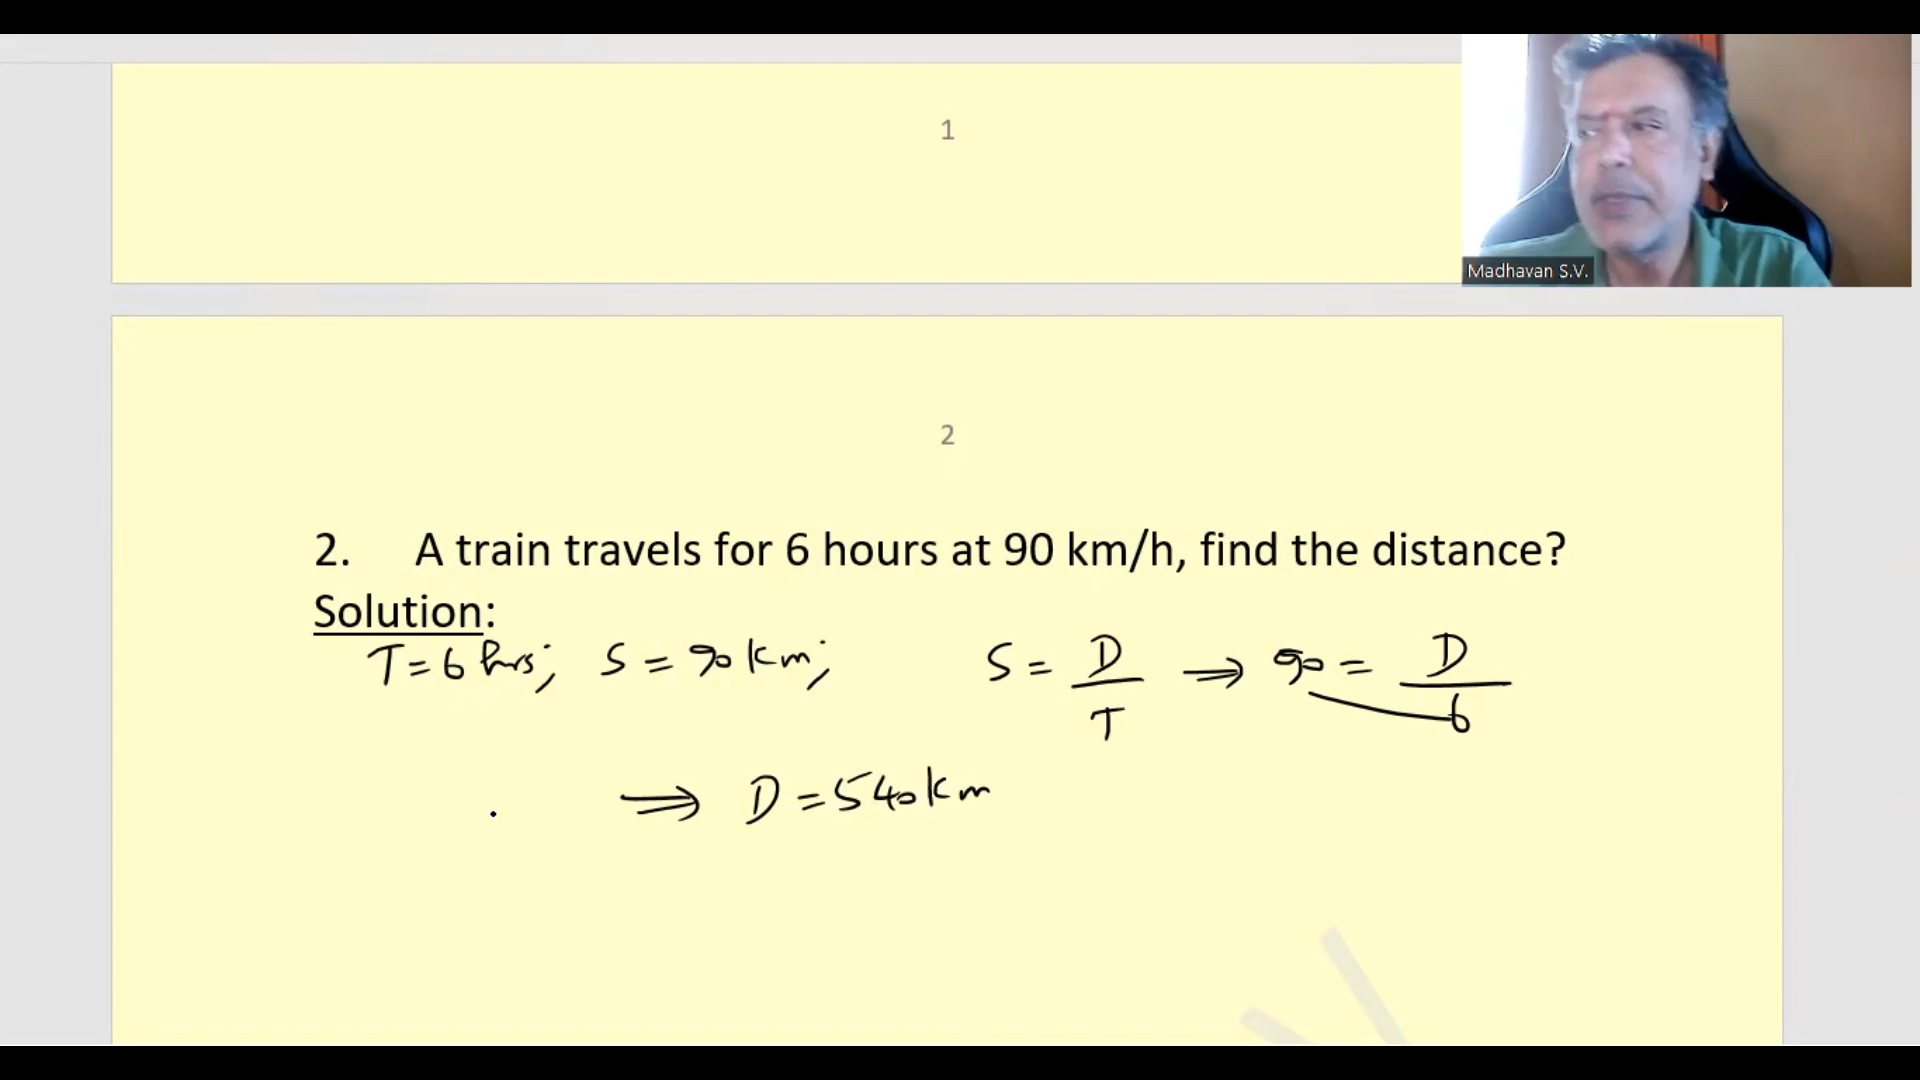 1
Madhavan S.V.
2
2. A train travels for 6 hours at 90 km/h, find the distance?
Solution:
T = 6 hrs; S = 90 km; S = D/T ⇒ 90 = D/6
⇒ D = 540 km